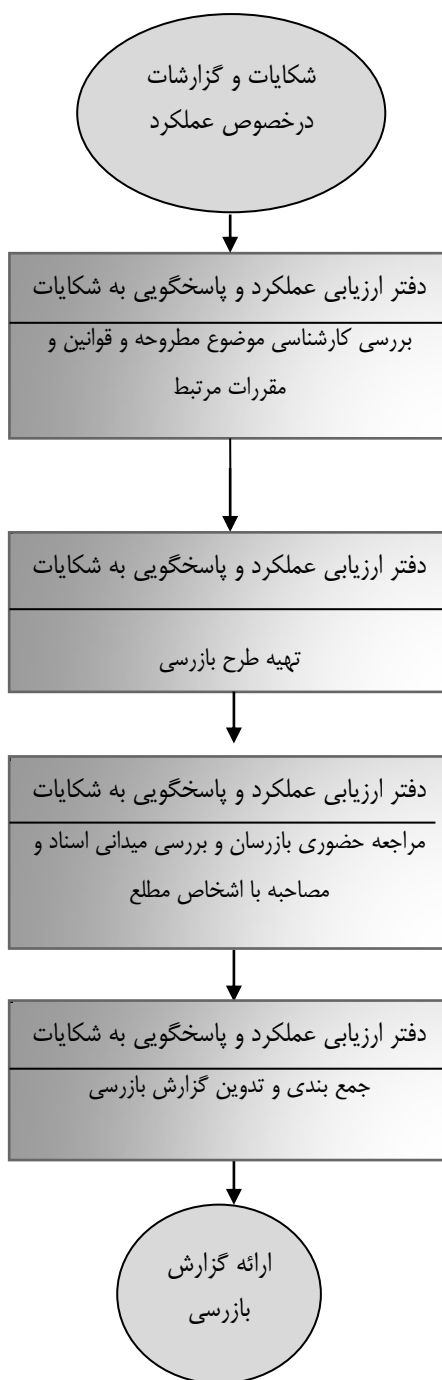 شکایات و گزارشات
درخصوص عملکرد
دفتر ارزیابی عملکرد و پاسخگویی به شکایات
بررسی کارشناسی موضوع مطروحه و قوانین و
مقررات مرتبط
دفتر ارزیابی عملکرد و پاسخگویی به شکایات
تهیه طرح بازرسی
دفتر ارزیابی عملکرد و پاسخگویی به شکایات
مراجعه حضوری بازرسان و بررسی میدانی اسناد و
مصاحبه با اشخاص مطلع
دفتر ارزیابی عملکرد و پاسخگویی به شکایات
جمع بندی و تدوین گزارش بازرسی
ارائه گزارش
بازرسی